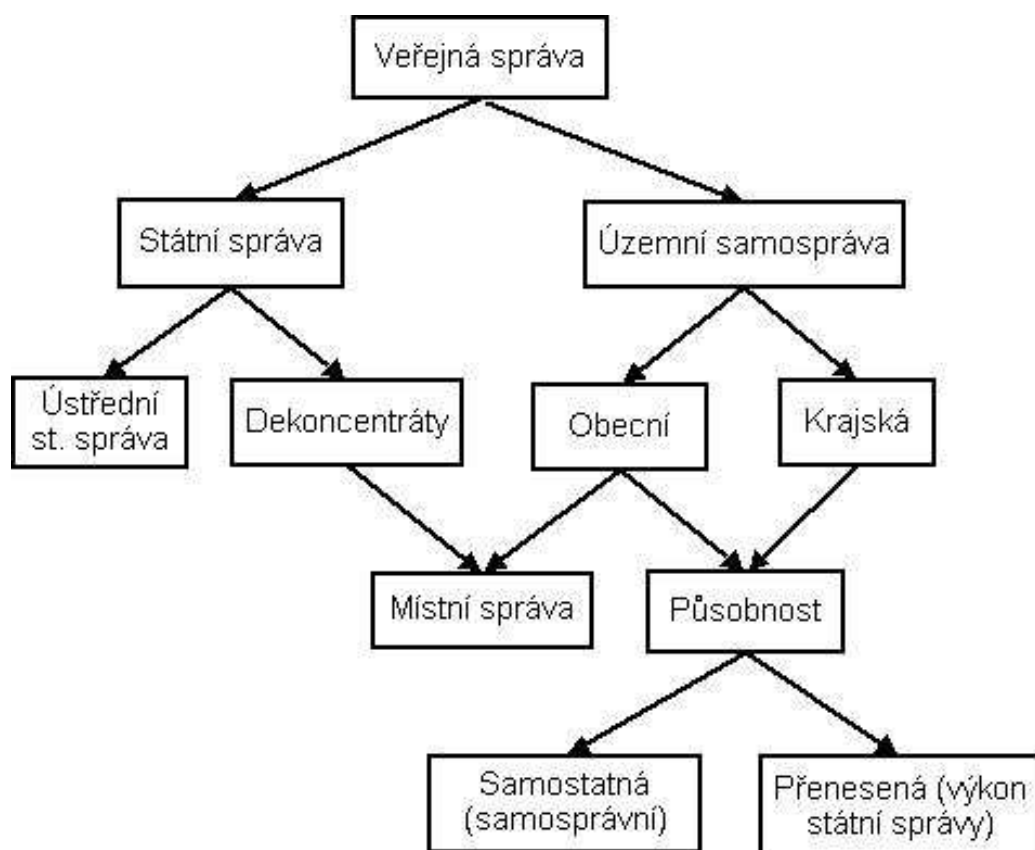 Veřejná správa
Státní správa
Územní samospráva
Ústřední
st. správa
Dekoncentráty
Obecní
Krajská
Místní správa
Působnost
Samostatná
(samosprávní)
Přenesená (výkon
státní správy)